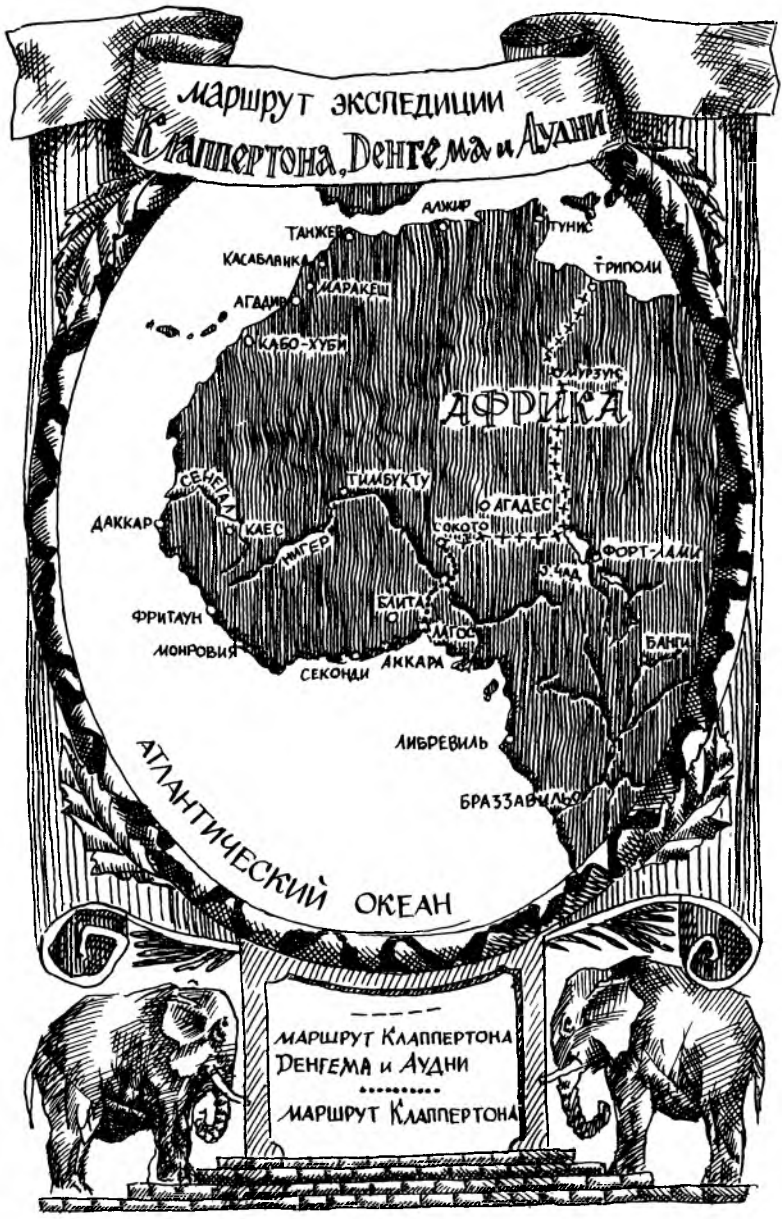 МАРШРУТ ЭКСПЕДИЦИИ
КЛАППЕРТОНА, ДЕНГЕМА и АУДНИ
АЛЖИР
ТУНИС
ТАНЖЕР
КАСАБЛАНКА
ТРИПОЛИ
МАРАКЕШ
АГАДИР
КАБО-ХУБИ
МУРЗУК
АФРИКА
СЕНЕГАЛ
ТИМБУКТУ
АГАДЕС
ДАККАР
КАЕС
СОКОТО
НИГЕР
ФОРТ-ЛАМИ
О. ЧАД
БЛИТА
ФРИТАУН
ЛАГОС
МОНРОВИЯ
БАНГИ
СЕКОНДИ
АККАРА
ЛИБРЕВИЛЬ
БРАЗЗАВИЛЬ
АТЛАНТИЧЕСКИЙ ОКЕАН
МАРШРУТ КЛАППЕРТОНА
ДЕНГЕМА и АУДНИ
МАРШРУТ КЛАППЕРТОНА